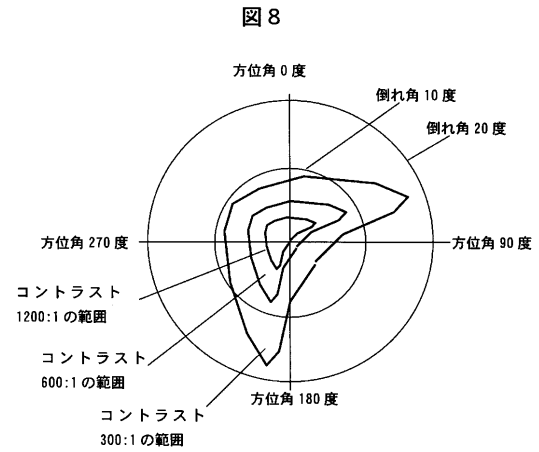 図8
方位角0度
倒れ角10度
倒れ角20度
方位角270度
方位角90度
コントラスト
1200:1の範囲
コントラスト
600:1の範囲
方位角180度
コントラスト
300:1の範囲